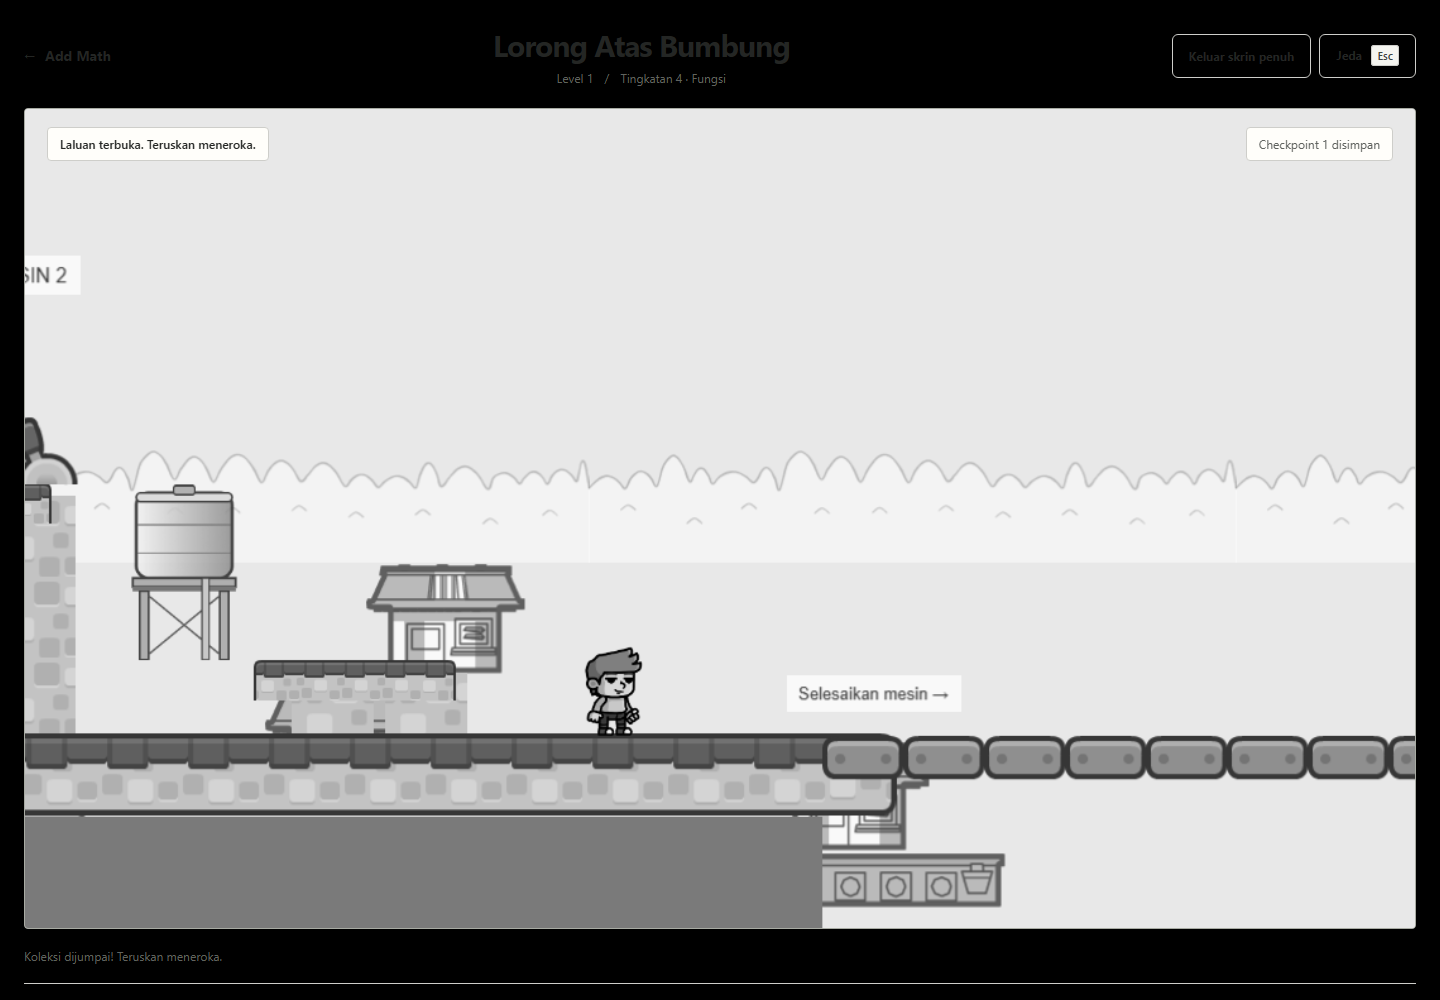 ← Add Math
Lorong Atas Bumbung
Level 1 / Tingkatan 4 · Fungsi
Keluar skrin penuh
Jeda Esc
Laluan terbuka. Teruskan meneroka.
Checkpoint 1 disimpan
SIN 2
Selesaikan mesin →
Koleksi dijumpai! Teruskan meneroka.